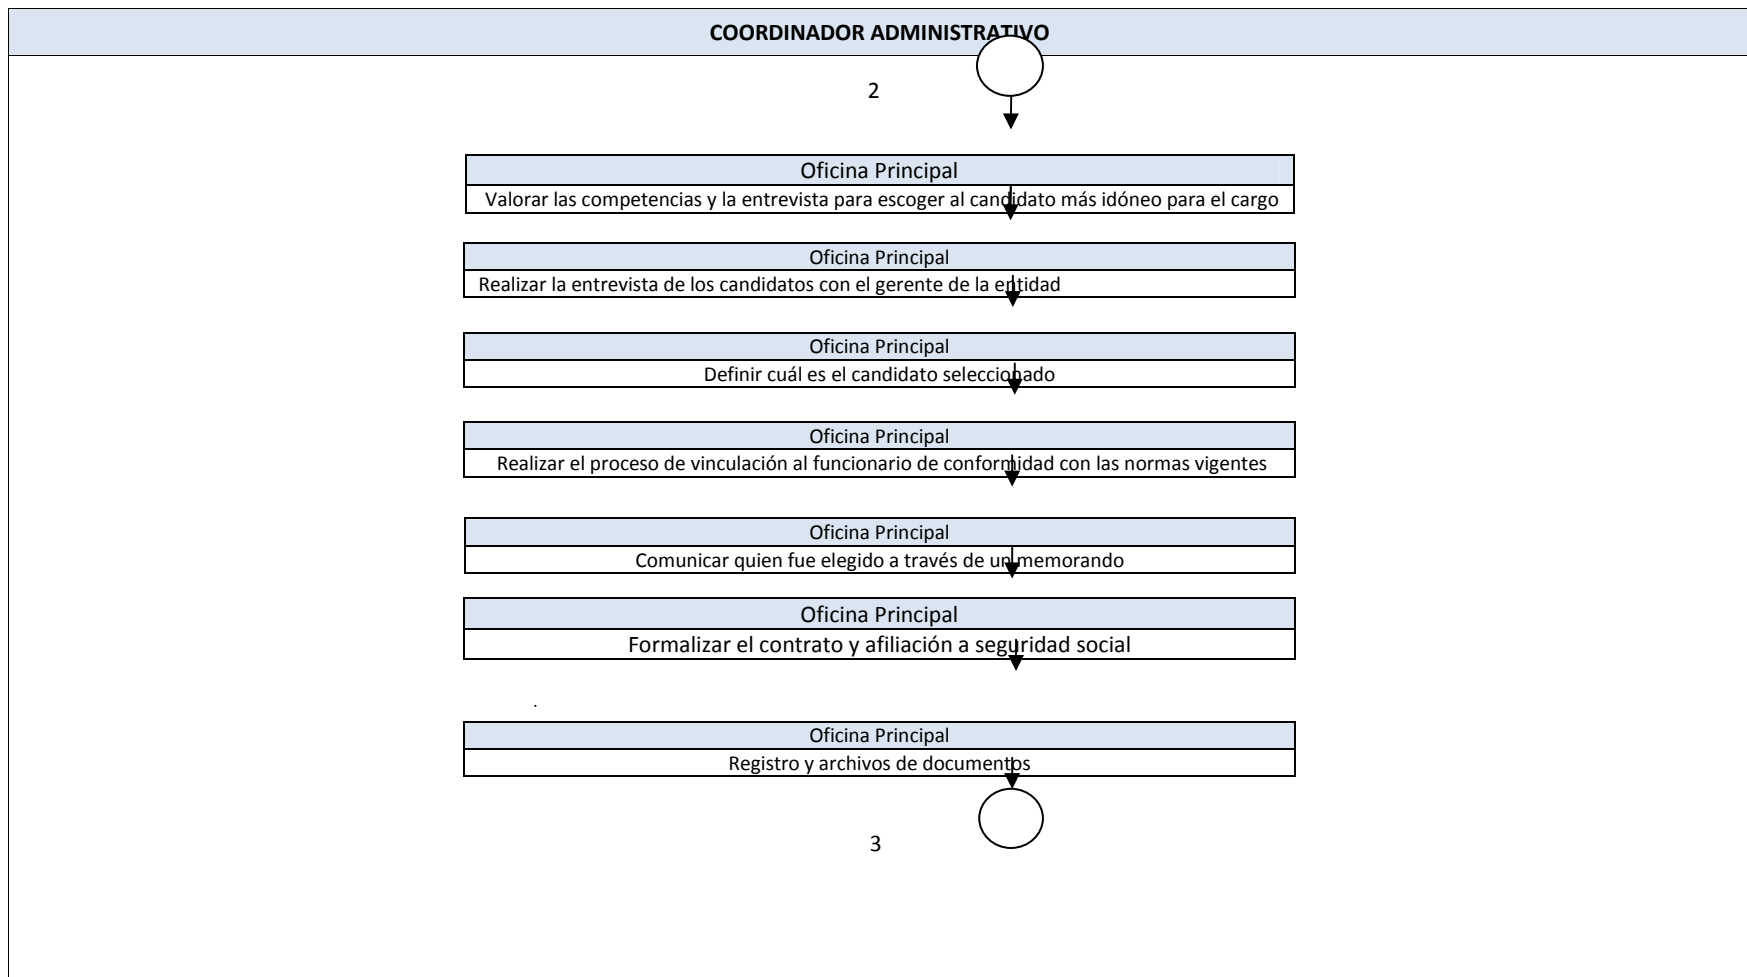 COORDINADOR ADMINISTRATIVO
2
Oficina Principal
Valorar las competencias y la entrevista para escoger al candidato más idóneo para el cargo
Oficina Principal
Realizar la entrevista de los candidatos con el gerente de la entidad
Oficina Principal
Definir cuál es el candidato seleccionado
Oficina Principal
Realizar el proceso de vinculación al funcionario de conformidad con las normas vigentes
Oficina Principal
Comunicar quien fue elegido a través de un memorando
Oficina Principal
Formalizar el contrato y afiliación a seguridad social
.
Oficina Principal
Registro y archivos de documentos
3